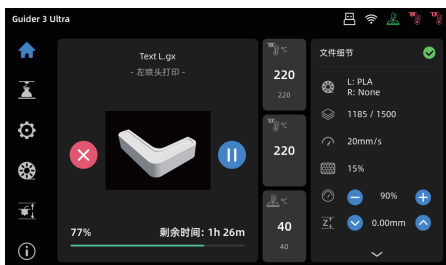 Guider 3 Ultra
Text L.gx
- 左喷头打印 -
77%
剩余时间: 1h 26m
℃
220
220
℃
220
℃
40
40
文件细节
L: PLA
R: None
1185 / 1500
20mm/s
15%
90%
0.00mm